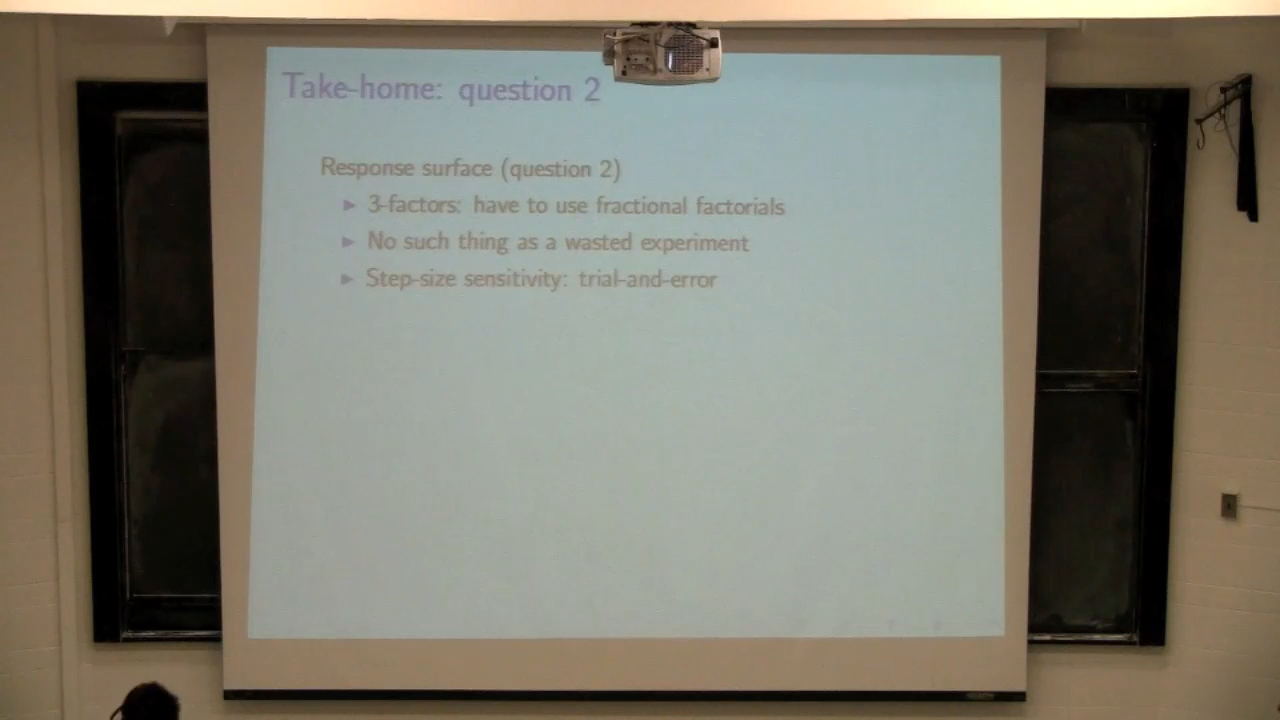 Take-home: question 2
Response surface (question 2)
▶ 3-factors: have to use fractional factorials
▶ No such thing as a wasted experiment
▶ Step-size sensitivity: trial-and-error